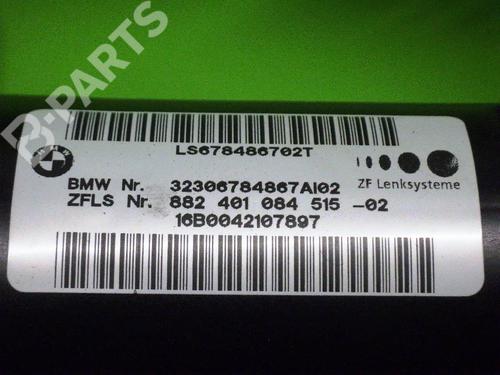 B-PARTS
LS678486702T
BMW Nr. 32306784867AI02
ZF Lenksysteme
ZFLS Nr. 882 401 084 515 -02
16B0042107897